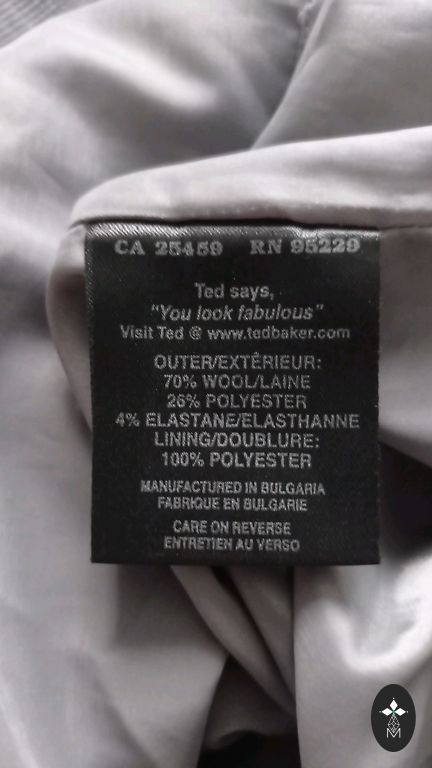 CA 25459 RN 95229
Ted says,
"You look fabulous"
Visit Ted @ www.tedbaker.com
OUTER/EXTÉRIEUR:
70% WOOL/LAINE
26% POLYESTER
4% ELASTANE/ELASTHANNE
LINING/DOUBLURE:
100% POLYESTER
MANUFACTURED IN BULGARIA
FABRIQUE EN BULGARIE
CARE ON REVERSE
ENTRETIEN AU VERSO
M